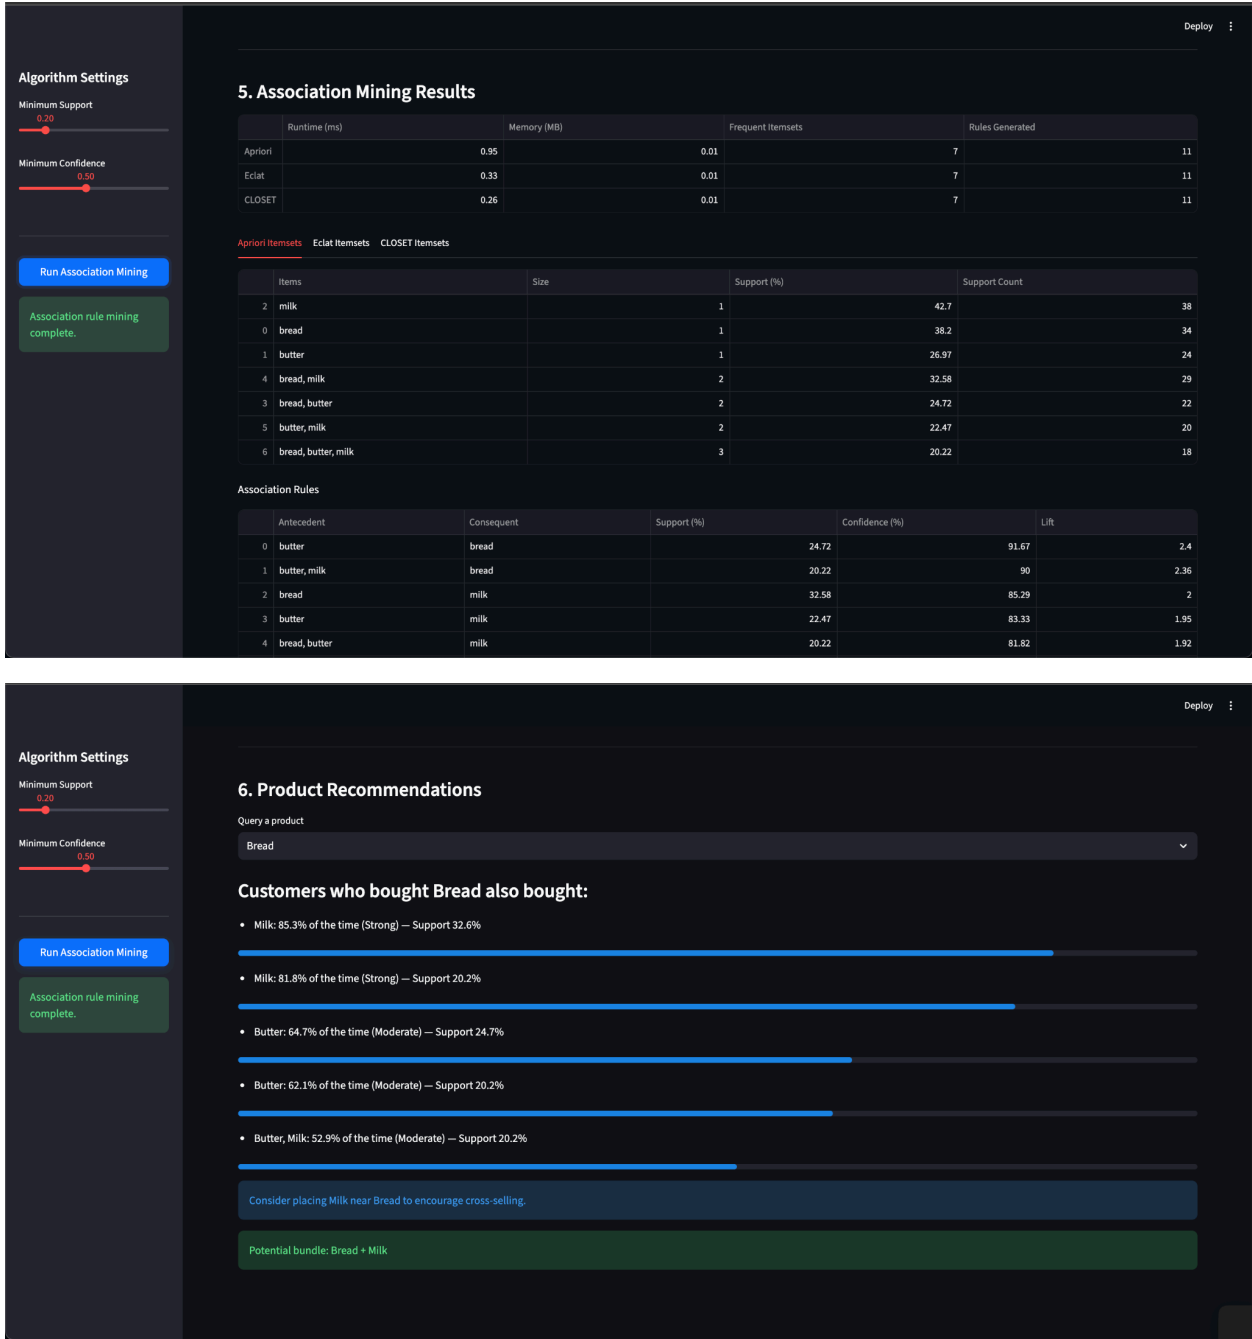 Deploy
Algorithm Settings
Minimum Support
0.20
Minimum Confidence
0.50
Run Association Mining
Association rule mining
complete.
5. Association Mining Results
Runtime (ms) Memory (MB) Frequent Itemsets Rules Generated
Apriori 0.95 0.01 7 11
Eclat 0.33 0.01 7 11
CLOSET 0.26 0.01 7 11
Apriori Itemsets Eclat Itemsets CLOSET Itemsets
Items Size Support (%) Support Count
2 milk 1 42.7 38
0 bread 1 38.2 34
1 butter 1 26.97 24
4 bread, milk 2 32.58 29
3 bread, butter 2 24.72 22
5 butter, milk 2 22.47 20
6 bread, butter, milk 3 20.22 18
Association Rules
Antecedent Consequent Support (%) Confidence (%) Lift
0 butter bread 24.72 91.67 2.4
1 butter, milk bread 20.22 90 2.36
2 bread milk 32.58 85.29 2
3 butter milk 22.47 83.33 1.95
4 bread, butter milk 20.22 81.82 1.92
Deploy
Algorithm Settings
Minimum Support
0.20
Minimum Confidence
0.50
Run Association Mining
Association rule mining
complete.
6. Product Recommendations
Query a product
Bread
Customers who bought Bread also bought:
• Milk: 85.3% of the time (Strong) — Support 32.6%
• Milk: 81.8% of the time (Strong) — Support 20.2%
• Butter: 64.7% of the time (Moderate) — Support 24.7%
• Butter: 62.1% of the time (Moderate) — Support 20.2%
• Butter, Milk: 52.9% of the time (Moderate) — Support 20.2%
Consider placing Milk near Bread to encourage cross-selling.
Potential bundle: Bread + Milk